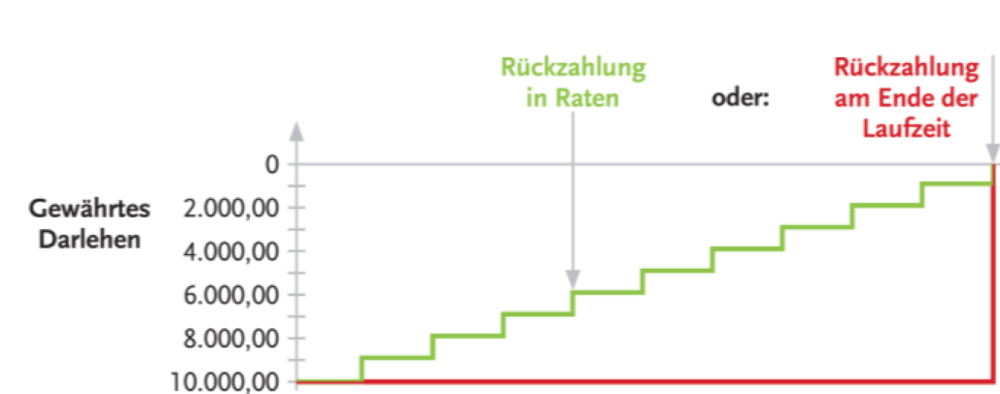 Rückzahlung
in Raten
oder:
Rückzahlung
am Ende der
Laufzeit
Gewährtes
Darlehen
0
2.000,00
4.000,00
6.000,00
8.000,00
10.000,00